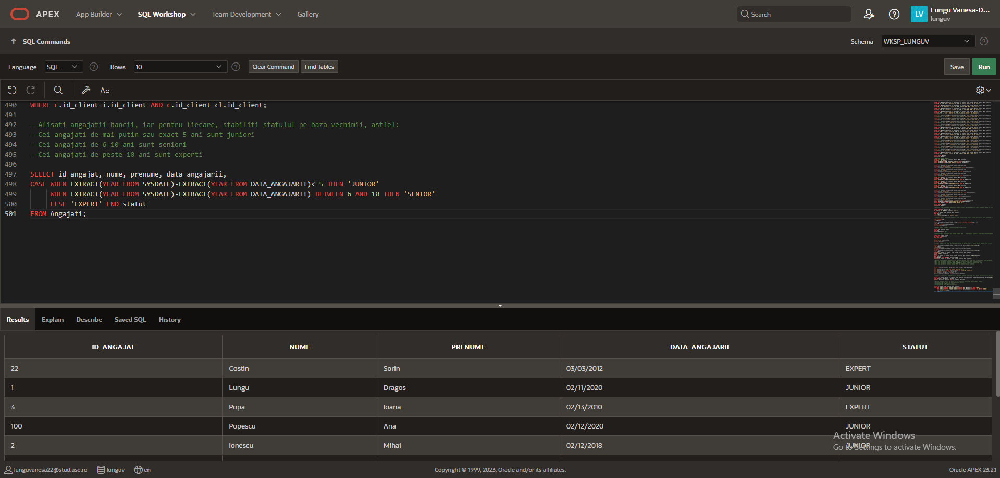 APEX App Builder SQL Workshop Team Development Gallery Search LV Lungu Vanesa-D...
lunguv
SQL Commands Schema WKSP_LUNGUV
Language SQL Rows 10 Clear Command Find Tables Save Run
A::
490 WHERE c.id_client=i.id_client AND c.id_client=cl.id_client;
491
492 --Afisati angajatii bancii, iar pentru fiecare, stabiliti statulul pe baza vechimii, astfel:
493 --Cei angajati de mai putin sau exact 5 ani sunt juniori
494 --Cei angajati de 6-10 ani sunt seniori
495 --Cei angajati de peste 10 ani sunt experti
496
497 SELECT id_angajat, nume, prenume, data_angajarii,
498 CASE WHEN EXTRACT(YEAR FROM SYSDATE)-EXTRACT(YEAR FROM DATA_ANGAJARII)<=5 THEN 'JUNIOR'
499 WHEN EXTRACT(YEAR FROM SYSDATE)-EXTRACT(YEAR FROM DATA_ANGAJARII) BETWEEN 6 AND 10 THEN 'SENIOR'
500 ELSE 'EXPERT' END statut
501 FROM Angajati;
Results Explain Describe Saved SQL History
ID_ANGAJAT NUME PRENUME DATA_ANGAJARII STATUT
22 Costin Sorin 03/03/2012 EXPERT
1 Lungu Dragos 02/11/2020 JUNIOR
3 Popa Ioana 02/13/2010 EXPERT
100 Popescu Ana 02/12/2020 JUNIOR
2 Ionescu Mihai 02/12/2018 JUNIOR
Activate Windows
Go to Settings to activate Windows.
lunguvanesa22@stud.ase.ro lunguv en Copyright © 1999, 2023, Oracle and/or its affiliates. Oracle APEX 23.2.1